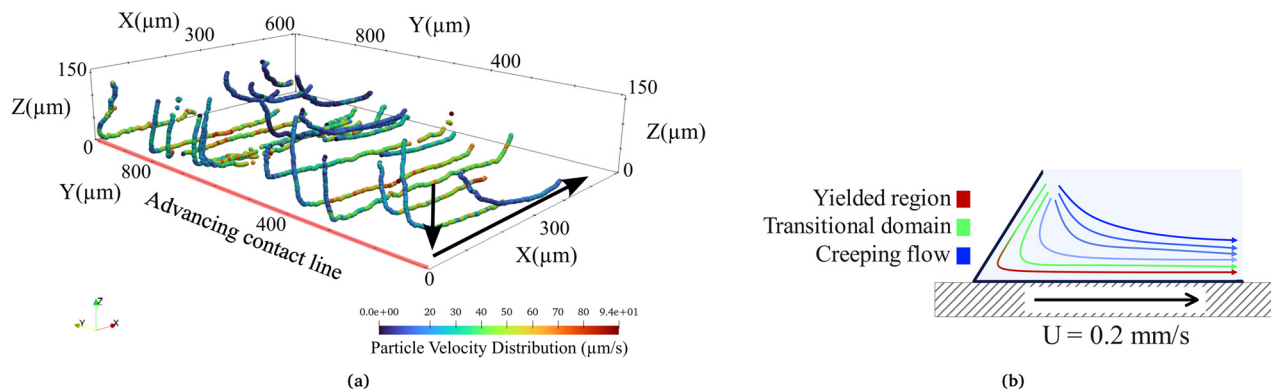 X(μm)
300
600
Y(μm)
800
400
150
Z(μm)
0
150
Z(μm)
0
Y(μm)
800
400
0
Advancing contact line
X(μm)
300
Z
Y
X
0.0e+00 20 30 40 50 60 70 80 9.4e+01
Particle Velocity Distribution (μm/s)
(a)
Yielded region
Transitional domain
Creeping flow
U = 0.2 mm/s
(b)